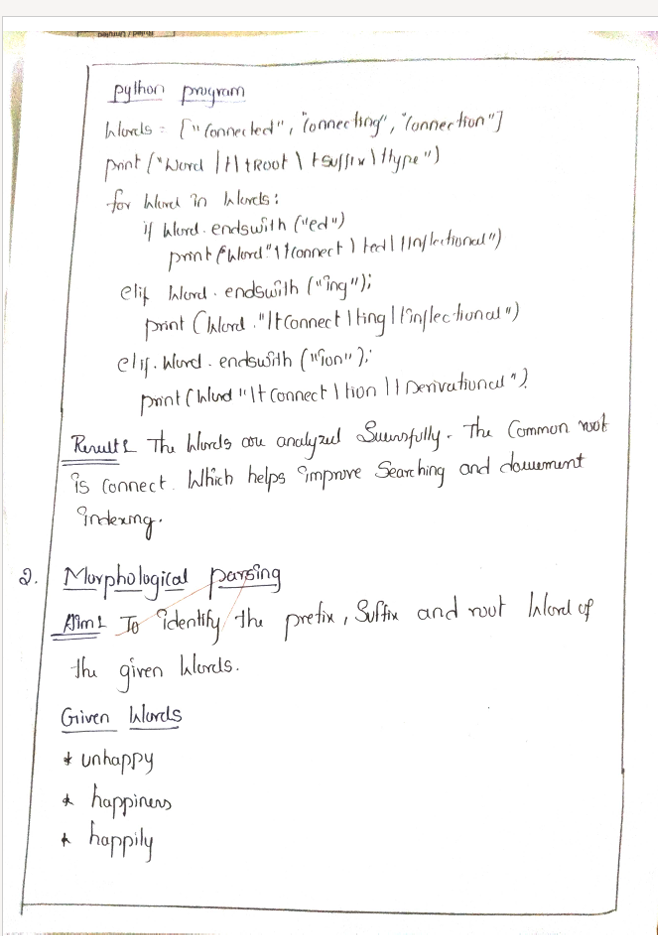 python program
Words = ["Connected", "Connecting", "Connection"]
print ("Word \t\tRoot \tSuffix\tType")
for Word in Words:
if Word.endswith ("ed")
print (Word "\tConnect \ted\tInflectional")
elif Word.endswith ("ing");
print (Word."\tConnect\ting\tinflectional")
elif. Word.endswith ("ion");
print (Word "\tConnect\tion\tDerivational").
Result: The Words are analyzed Sucessfully. The Common root
is Connect. Which helps improve Searching and document
indexing.
2. Morphological parsing
Aim: To identify the prefix, Suffix and root Word of
the given Words.
Given Words
* unhappy
* happiness
* happily